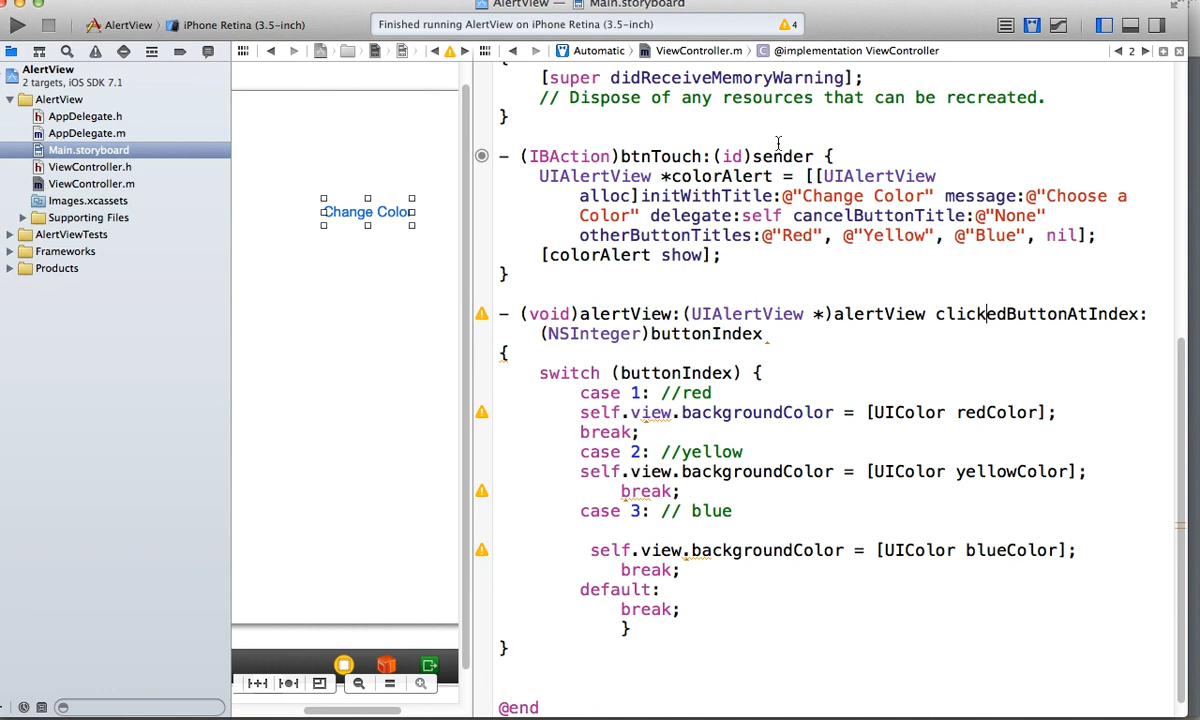 AlertView — Main.storyboard
AlertView iPhone Retina (3.5-inch)
Finished running AlertView on iPhone Retina (3.5-inch) 4
Automatic ViewController.m C @implementation ViewController 2
AlertView
2 targets, iOS SDK 7.1
AlertView
h AppDelegate.h
m AppDelegate.m
Main.storyboard
h ViewController.h
m ViewController.m
Images.xcassets
Supporting Files
AlertViewTests
Frameworks
Products
Change Color
{
[super didReceiveMemoryWarning];
// Dispose of any resources that can be recreated.
}
- (IBAction)btnTouch:(id)sender {
UIAlertView *colorAlert = [[UIAlertView
alloc]initWithTitle:@"Change Color" message:@"Choose a
Color" delegate:self cancelButtonTitle:@"None"
otherButtonTitles:@"Red", @"Yellow", @"Blue", nil];
[colorAlert show];
}
- (void)alertView:(UIAlertView *)alertView clickedButtonAtIndex:
(NSInteger)buttonIndex
{
switch (buttonIndex) {
case 1: //red
self.view.backgroundColor = [UIColor redColor];
break;
case 2: //yellow
self.view.backgroundColor = [UIColor yellowColor];
break;
case 3: // blue
self.view.backgroundColor = [UIColor blueColor];
break;
default:
break;
}
}
@end